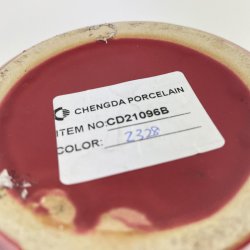 CHENGDA PORCELAIN
ITEM NO:CD21096B
COLOR: 2328